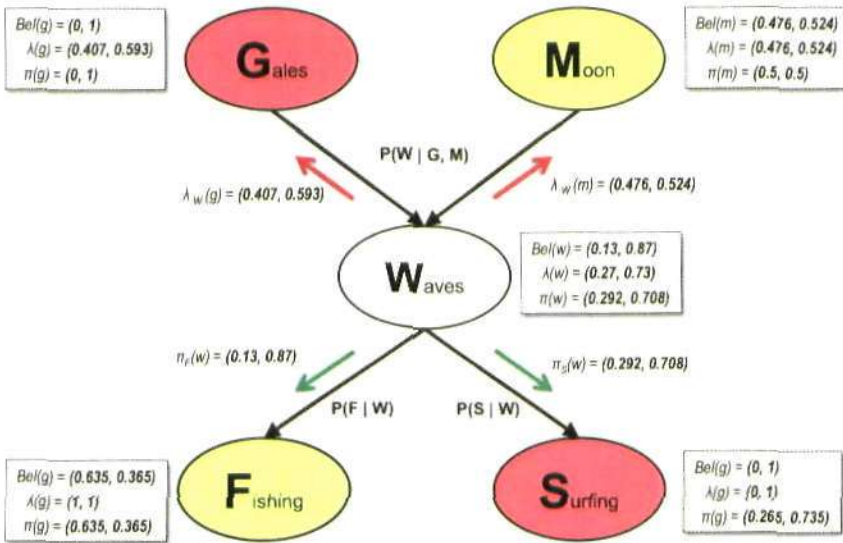 Bel(g) = (0, 1)
λ(g) = (0.407, 0.593)
π(g) = (0, 1)
Gales
Moon
Bel(m) = (0.476, 0.524)
λ(m) = (0.476, 0.524)
π(m) = (0.5, 0.5)
P(W | G, M)
λ W(g) = (0.407, 0.593)
λ W(m) = (0.476, 0.524)
Waves
Bel(w) = (0.13, 0.87)
λ(w) = (0.27, 0.73)
π(w) = (0.292, 0.708)
πF(w) = (0.13, 0.87)
πS(w) = (0.292, 0.708)
P(F | W)
P(S | W)
Bel(g) = (0.635, 0.365)
λ(g) = (1, 1)
π(g) = (0.635, 0.365)
Fishing
Surfing
Bel(g) = (0, 1)
λ(g) = (0, 1)
π(g) = (0.265, 0.735)